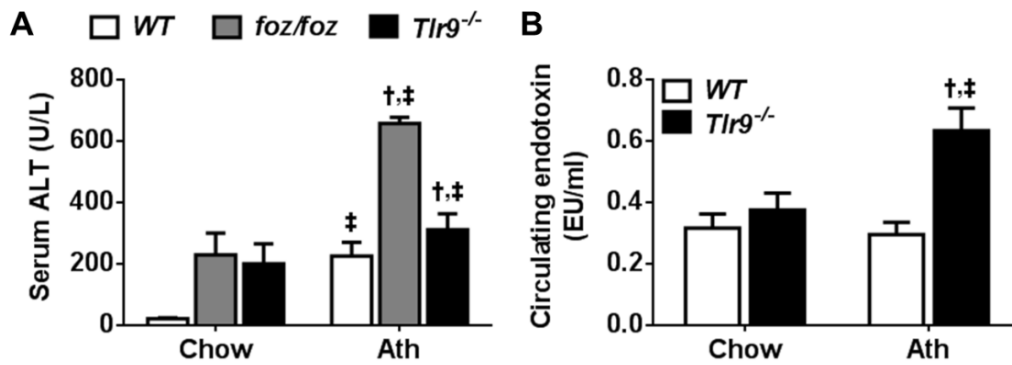 A WT foz/foz Tlr9-/-
Serum ALT (U/L)
800
600
400
200
0
†,‡
‡
†,‡
Chow Ath
B
Circulating endotoxin
(EU/ml)
0.8
0.6
0.4
0.2
0.0
WT
Tlr9-/-
†,‡
Chow Ath